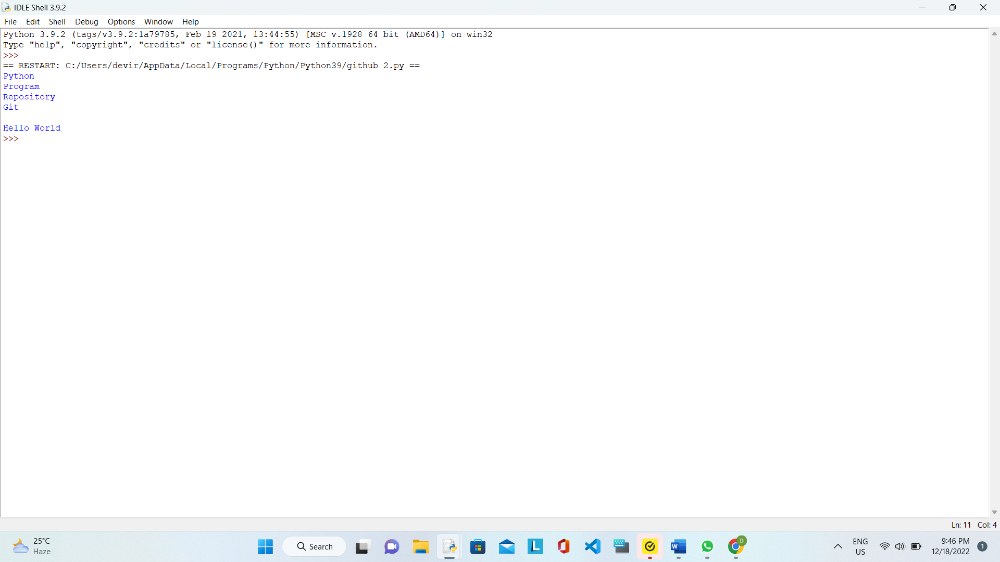 IDLE Shell 3.9.2
File Edit Shell Debug Options Window Help
Python 3.9.2 (tags/v3.9.2:1a79785, Feb 19 2021, 13:44:55) [MSC v.1928 64 bit (AMD64)] on win32
Type "help", "copyright", "credits" or "license()" for more information.
>>>
== RESTART: C:/Users/devir/AppData/Local/Programs/Python/Python39/github 2.py ==
Python
Program
Repository
Git
Hello World
>>>
Ln: 11 Col: 4
25°C
Haze
Search
L
W
D
ENG
US
9:46 PM
12/18/2022
1